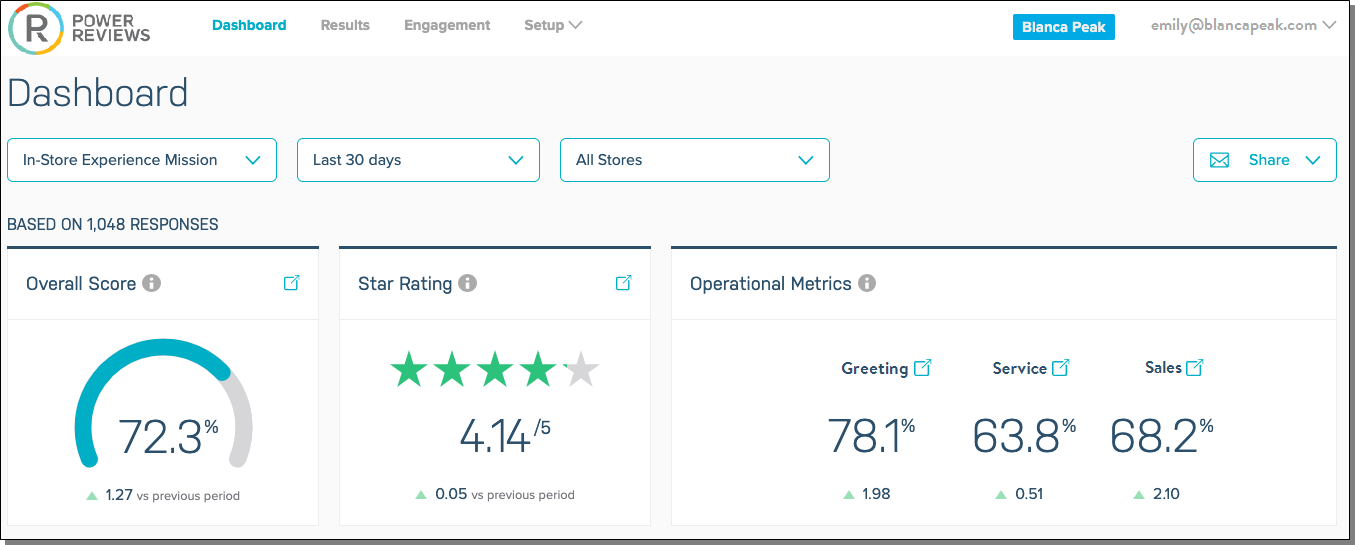 R POWER REVIEWS
Dashboard Results Engagement Setup Blanca Peak emily@blancapeak.com
Dashboard
In-Store Experience Mission Last 30 days All Stores Share
BASED ON 1,048 RESPONSES
Overall Score i Star Rating i Operational Metrics i
Greeting Service Sales
72.3% 4.14/5 78.1% 63.8% 68.2%
1.27 vs previous period 0.05 vs previous period 1.98 0.51 2.10